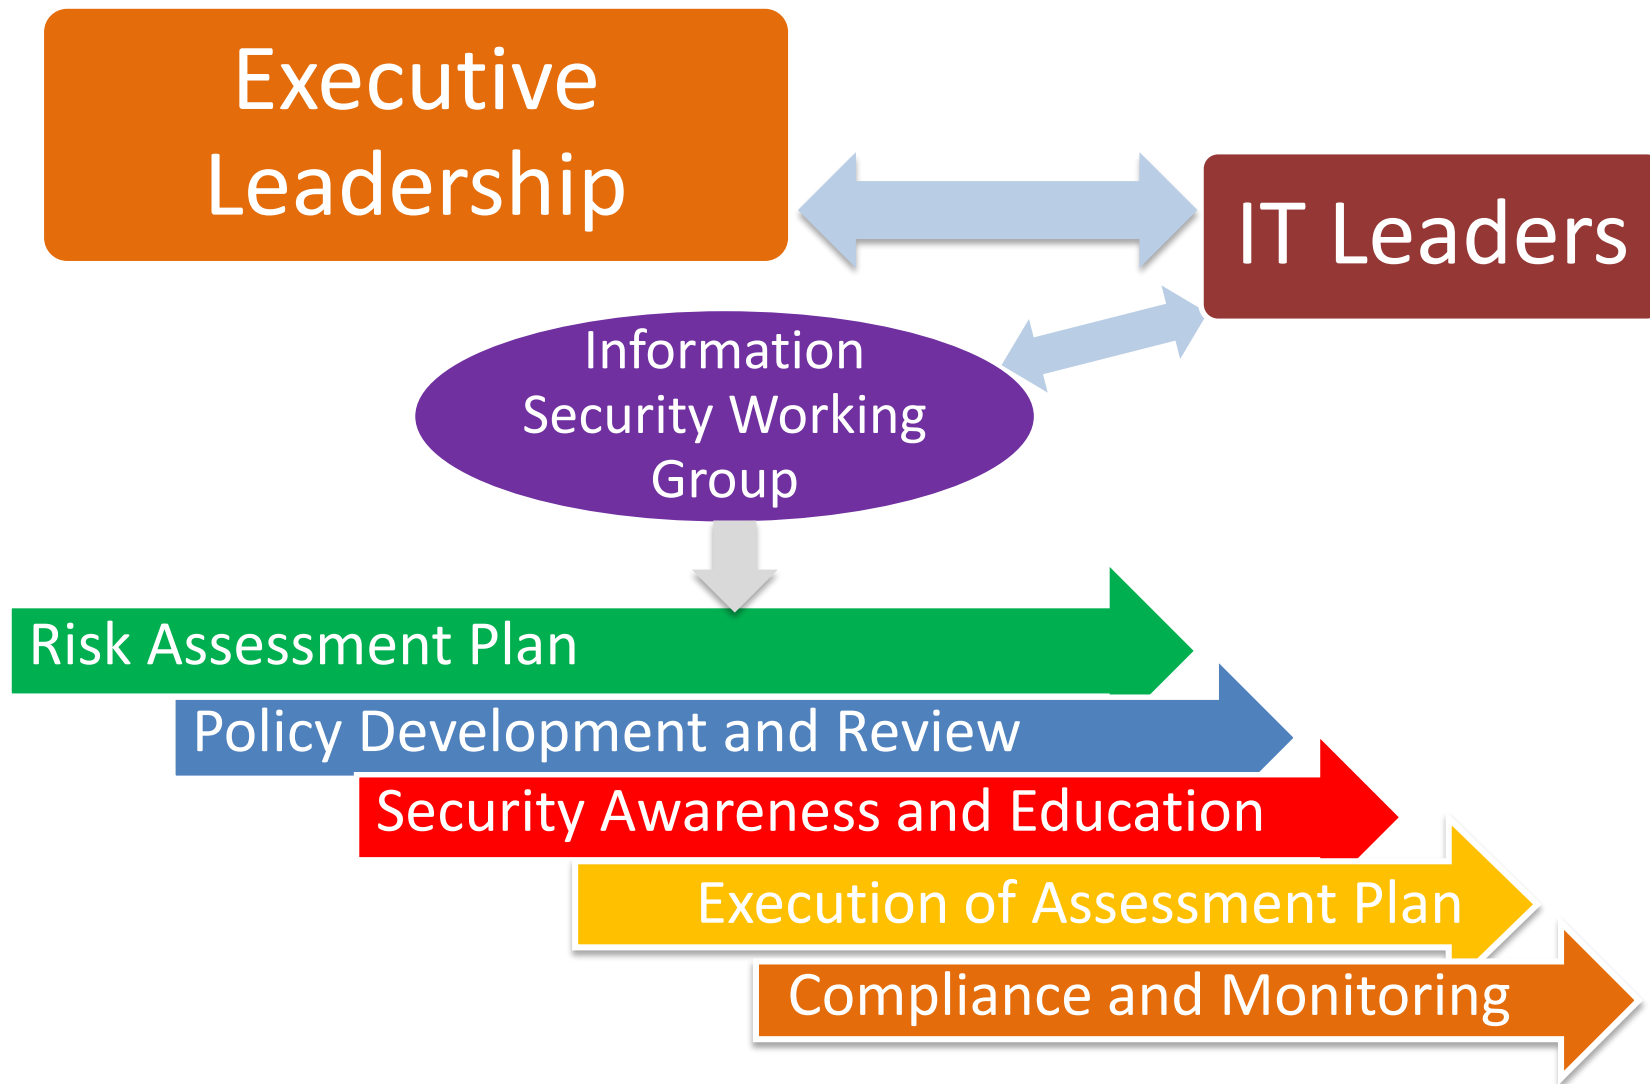 Executive
Leadership
IT Leaders
Information
Security Working
Group
Risk Assessment Plan
Policy Development and Review
Security Awareness and Education
Execution of Assessment Plan
Compliance and Monitoring